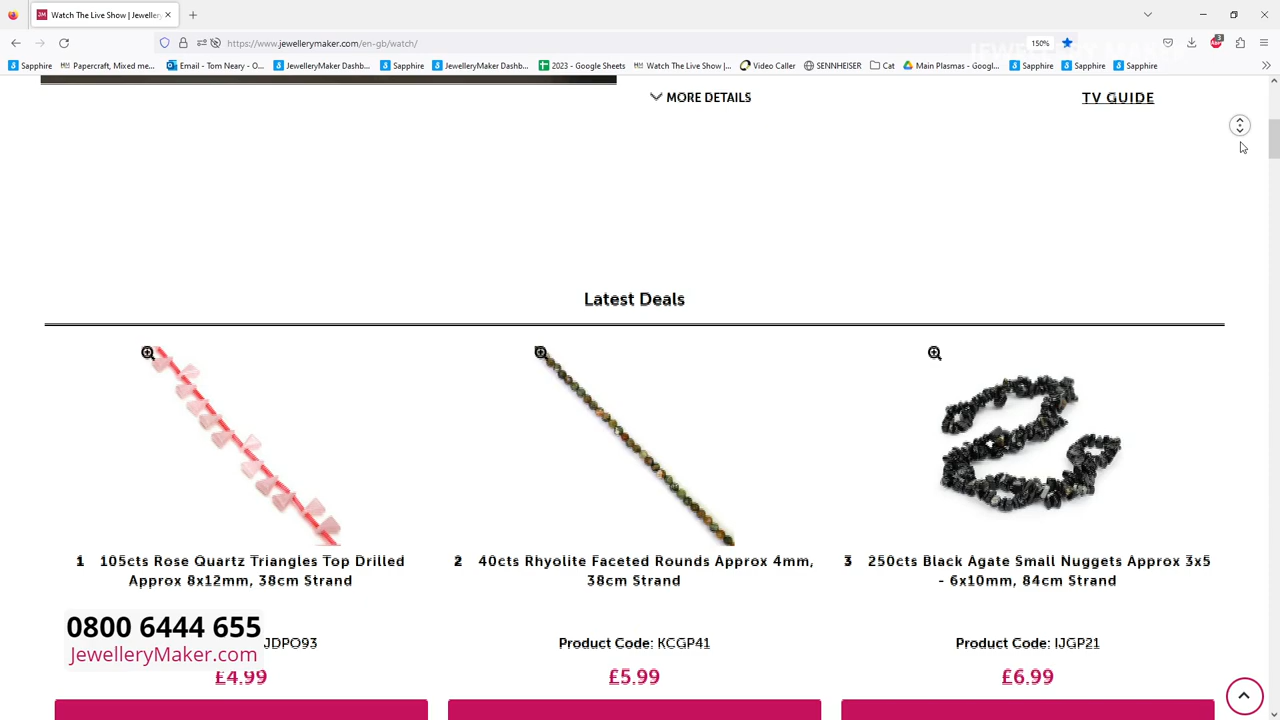 Watch The Live Show | Jeweller
https://www.jewellerymaker.com/en-gb/watch/
150%
3
Sapphire
Papercraft, Mixed me...
Email - Tom Neary - O...
JewelleryMaker Dashb...
Sapphire
JewelleryMaker Dashb...
2023 - Google Sheets
Watch The Live Show |...
Video Caller
SENNHEISER
Cat
Main Plasmas - Googl...
Sapphire
Sapphire
Sapphire
MORE DETAILS
TV GUIDE
Latest Deals
1 105cts Rose Quartz Triangles Top Drilled
Approx 8x12mm, 38cm Strand
2 40cts Rhyolite Faceted Rounds Approx 4mm,
38cm Strand
3 250cts Black Agate Small Nuggets Approx 3x5
- 6x10mm, 84cm Strand
0800 6444 655
JewelleryMaker.com
JDPO93
Product Code: KCGP41
Product Code: IJGP21
£4.99
£5.99
£6.99